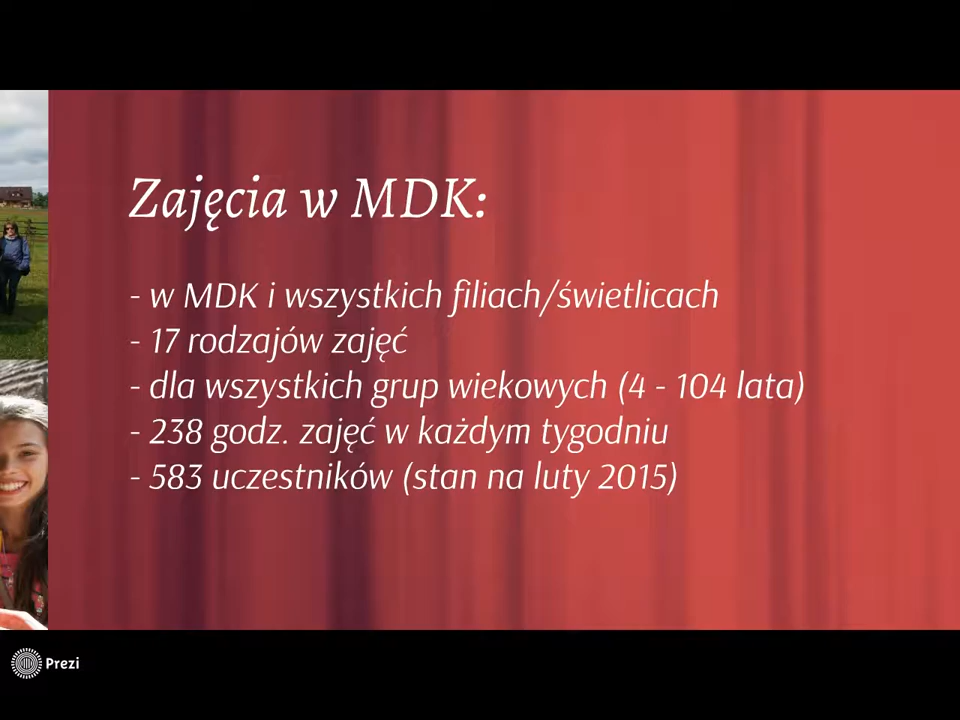 Zajęcia w MDK:
- w MDK i wszystkich filiach/świetlicach
- 17 rodzajów zajęć
- dla wszystkich grup wiekowych (4 - 104 lata)
- 238 godz. zajęć w każdym tygodniu
- 583 uczestników (stan na luty 2015)
Prezi